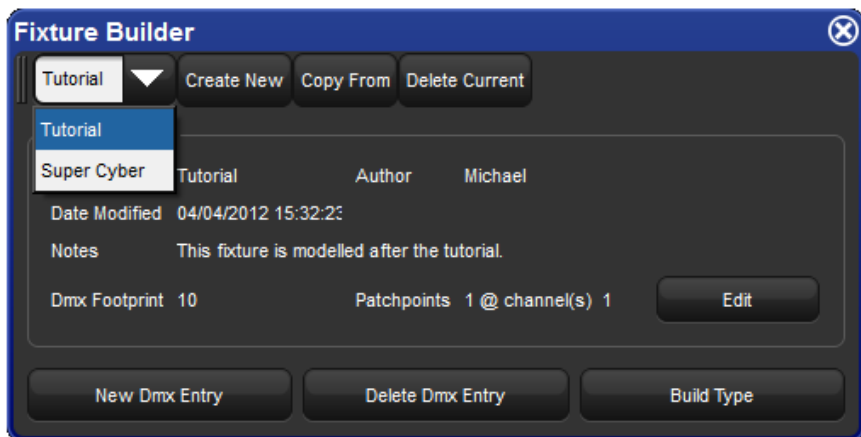 Fixture Builder
Tutorial Create New Copy From Delete Current
Tutorial
Super Cyber
Tutorial Author Michael
Date Modified 04/04/2012 15:32:23
Notes This fixture is modelled after the tutorial.
Dmx Footprint 10 Patchpoints 1 @ channel(s) 1 Edit
New Dmx Entry Delete Dmx Entry Build Type